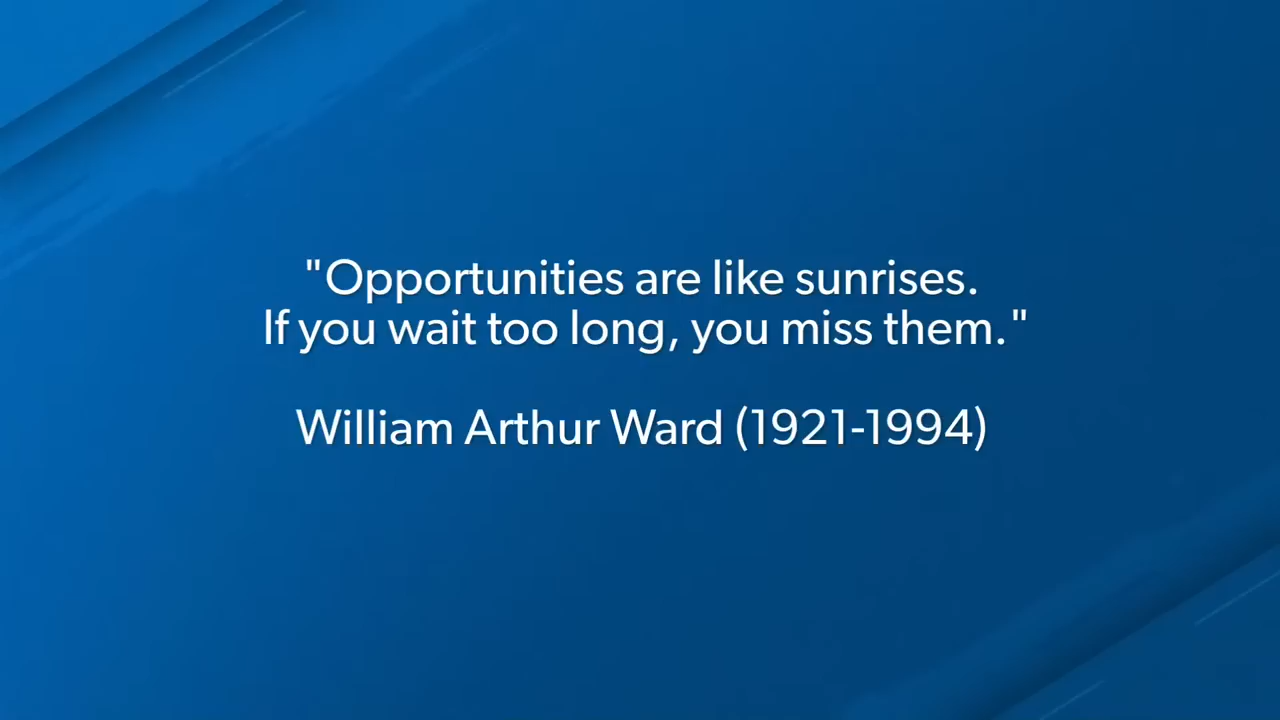 "Opportunities are like sunrises.
If you wait too long, you miss them."
William Arthur Ward (1921-1994)